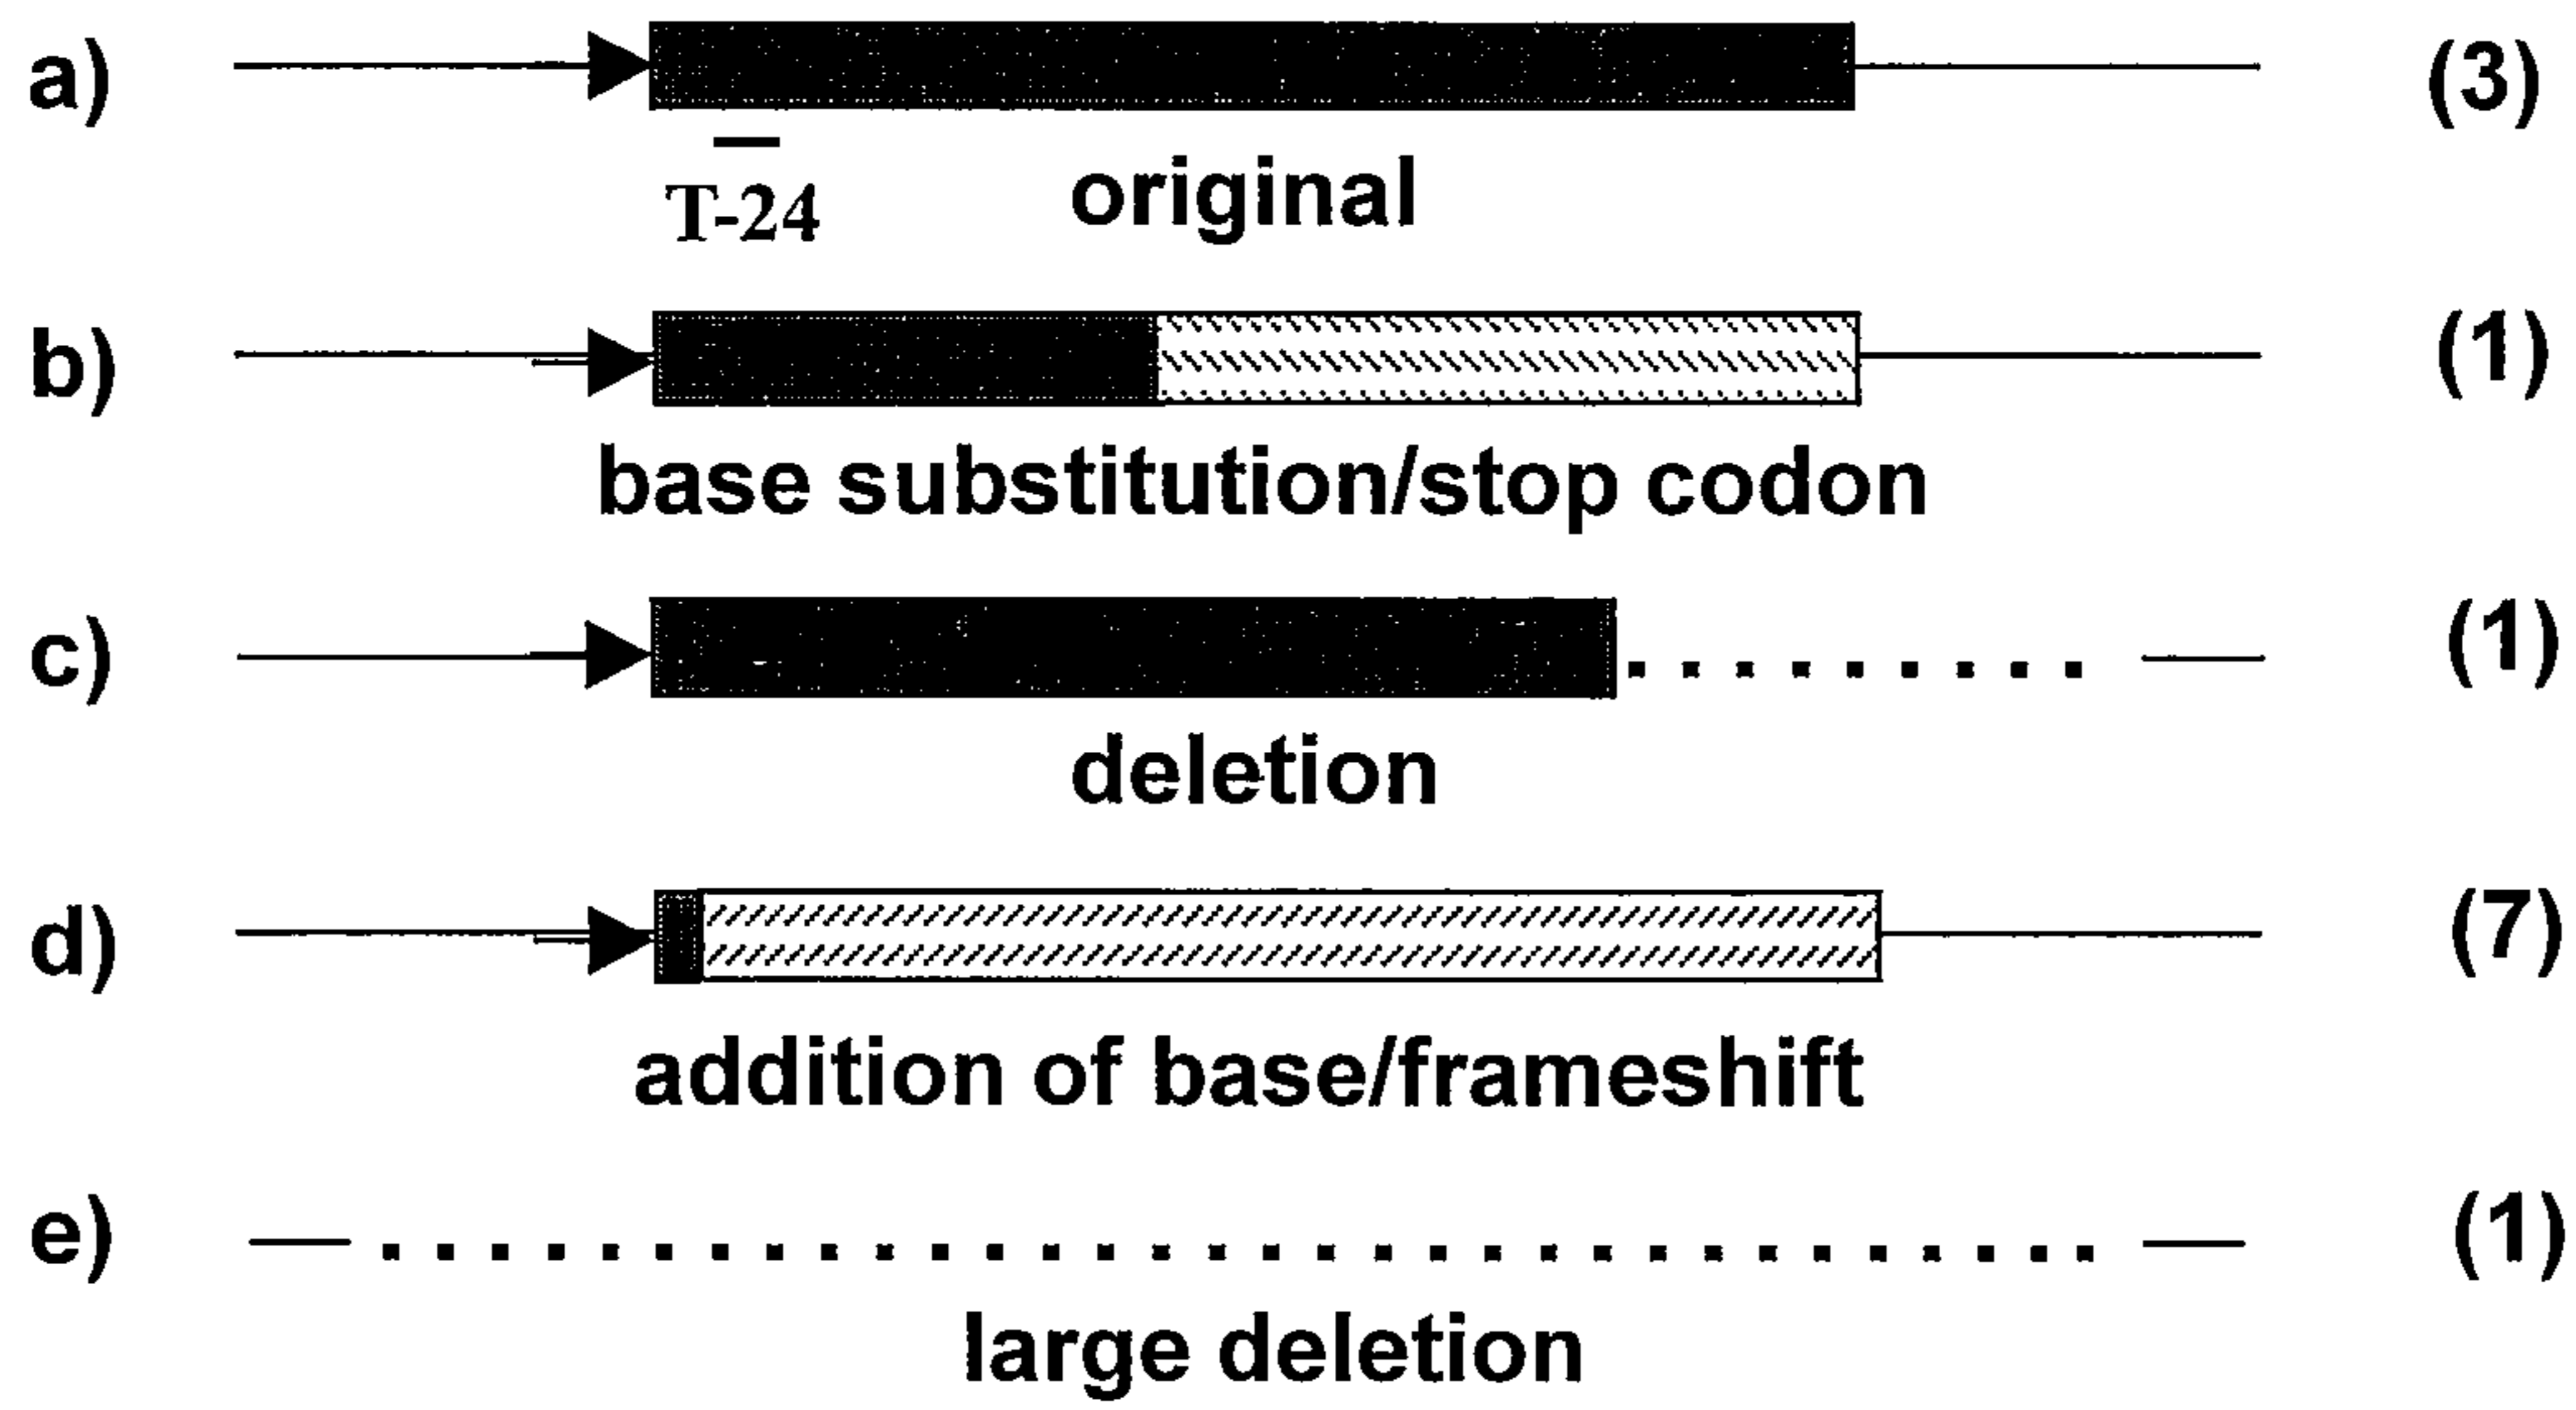 a) (3)
T-24 original
b) (1)
base substitution/stop codon
c) (1)
deletion
d) (7)
addition of base/frameshift
e) (1)
large deletion